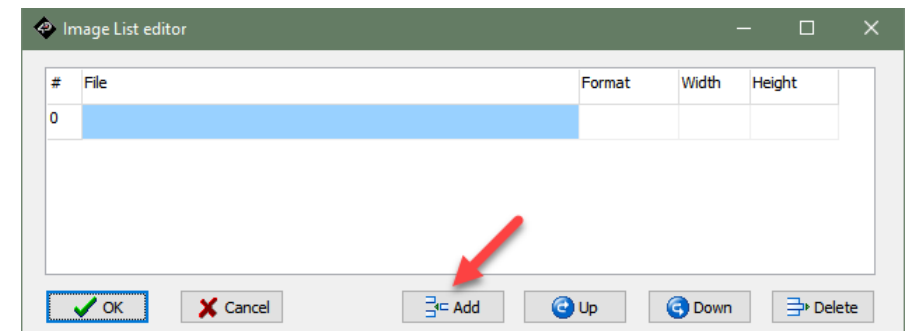 Image List editor
# File Format Width Height
0
OK Cancel Add Up Down Delete